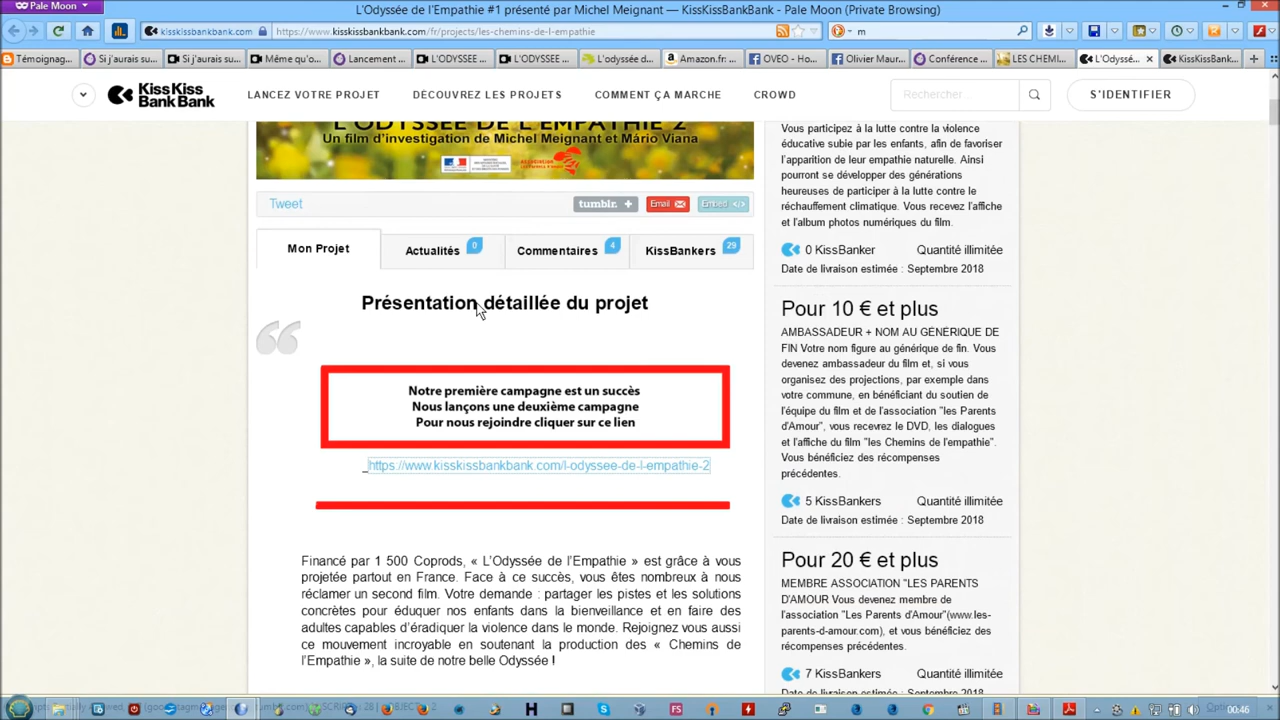 Pale Moon
L'Odyssée de l'Empathie #1 présenté par Michel Meignant — KissKissBankBank - Pale Moon (Private Browsing)
kisskissbankbank.com
https://www.kisskissbankbank.com/fr/projects/les-chemins-de-l-empathie
m
Témoignag...
Si j'aurais su...
Si j'aurais su...
Même qu'o...
Lancement ...
L'ODYSSEE ...
L'ODYSSEE ...
L'odyssée d...
Amazon.fr: ...
OVEO - Ho...
Olivier Maur...
Conférence ...
LES CHEMI...
L'Odyssé...
KissKissBan...
KissKiss
BankBank
LANCEZ VOTRE PROJET
DÉCOUVREZ LES PROJETS
COMMENT ÇA MARCHE
CROWD
Rechercher...
S'IDENTIFIER
L'ODYSSÉE DE L'EMPATHIE 2
Un film d'investigation de Michel Meignant et Mário Viana
Tweet
tumblr. +
Email
Embed </>
Mon Projet
Actualités 0
Commentaires 4
KissBankers 29
Présentation détaillée du projet
Notre première campagne est un succès
Nous lançons une deuxième campagne
Pour nous rejoindre cliquer sur ce lien
_https://www.kisskissbankbank.com/l-odyssee-de-l-empathie-2
Financé par 1 500 Coprods, « L'Odyssée de l'Empathie » est grâce à vous
projetée partout en France. Face à ce succès, vous êtes nombreux à nous
réclamer un second film. Votre demande : partager les pistes et les solutions
concrètes pour éduquer nos enfants dans la bienveillance et en faire des
adultes capables d'éradiquer la violence dans le monde. Rejoignez vous aussi
ce mouvement incroyable en soutenant la production des « Chemins de
l'Empathie », la suite de notre belle Odyssée !
Vous participez à la lutte contre la violence
éducative subie par les enfants, afin de favoriser
l'apparition de leur empathie naturelle. Ainsi
pourront se développer des générations
heureuses de participer à la lutte contre le
réchauffement climatique. Vous recevez l'affiche
et l'album photos numériques du film.
0 KissBanker Quantité illimitée
Date de livraison estimée : Septembre 2018
Pour 10 € et plus
AMBASSADEUR + NOM AU GÉNÉRIQUE DE
FIN Votre nom figure au générique de fin. Vous
devenez ambassadeur du film et, si vous
organisez des projections, par exemple dans
votre commune, en bénéficiant du soutien de
l'équipe du film et de l'association "les Parents
d'Amour", vous recevrez le DVD, les dialogues
et l'affiche du film "les Chemins de l'empathie".
Vous bénéficiez des récompenses
précédentes.
5 KissBankers Quantité illimitée
Date de livraison estimée : Septembre 2018
Pour 20 € et plus
MEMBRE ASSOCIATION "LES PARENTS
D'AMOUR Vous devenez membre de
l'association "Les Parents d'Amour"(www.les-
parents-d-amour.com), et vous bénéficiez des
récompenses précédentes.
7 KissBankers Quantité illimitée
Date de livraison estimée : Septembre 2018
00:46